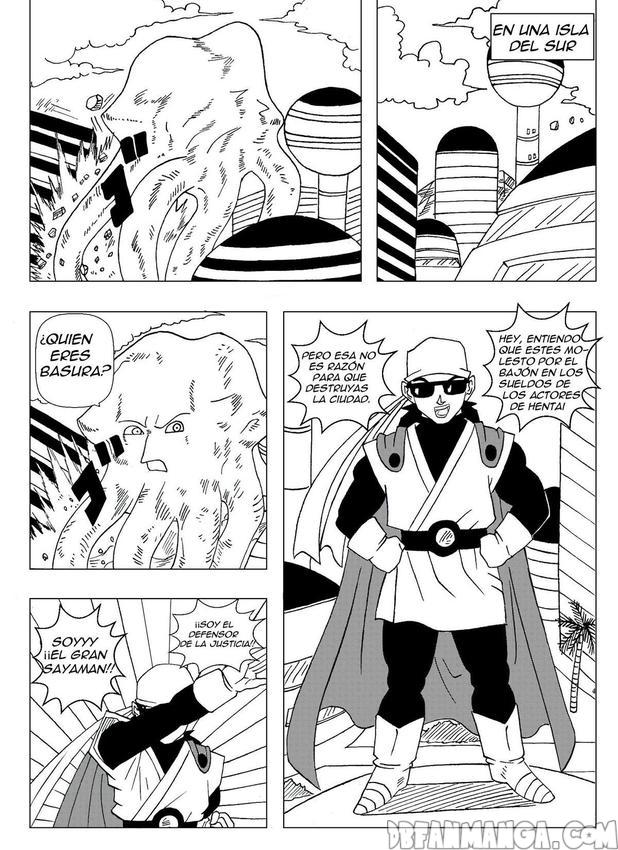 EN UNA ISLA
DEL SUR
HEY, ENTIENDO
QUE ESTES MO-
LESTO POR EL
BAJÓN EN LOS
SUELDOS DE
LOS ACTORES
DE HENTAI
PERO ESA NO
ES RAZÓN
PARA QUE
DESTRUYAS
LA CIUDAD.
¿QUIEN
ERES
BASURA?
¡¡SOY EL
DEFENSOR
DE LA JUSTICIA!!
SOYYY
¡¡EL GRAN
SAYAMAN!!
DBFANMANGA.COM